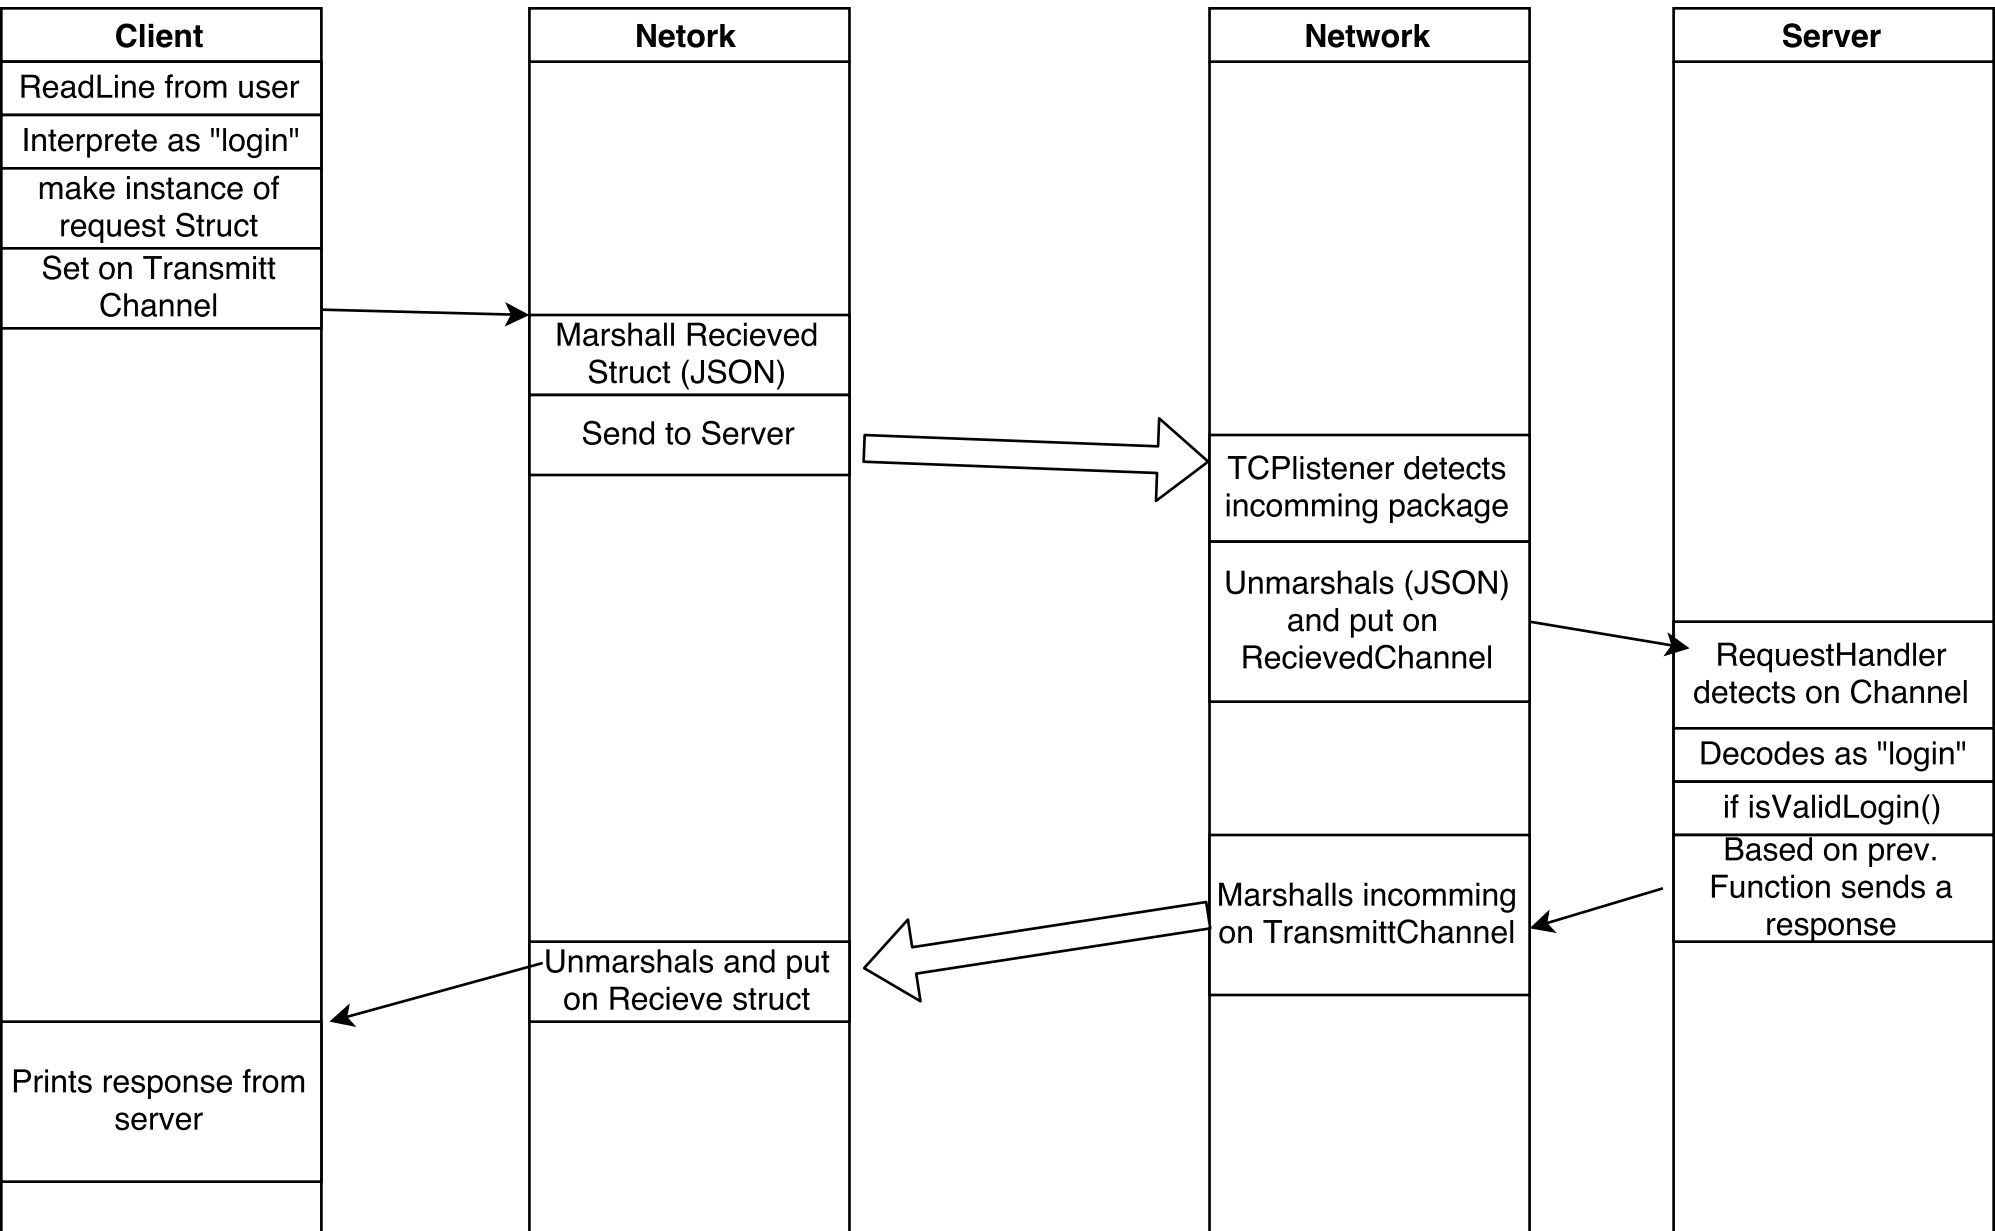 Client
ReadLine from user
Interprete as "login"
make instance of
request Struct
Set on Transmitt
Channel
Prints response from
server
Netork
Marshall Recieved
Struct (JSON)
Send to Server
Unmarshals and put
on Recieve struct
Network
TCPlistener detects
incomming package
Unmarshals (JSON)
and put on
RecievedChannel
Marshalls incomming
on TransmittChannel
Server
RequestHandler
detects on Channel
Decodes as "login"
if isValidLogin()
Based on prev.
Function sends a
response